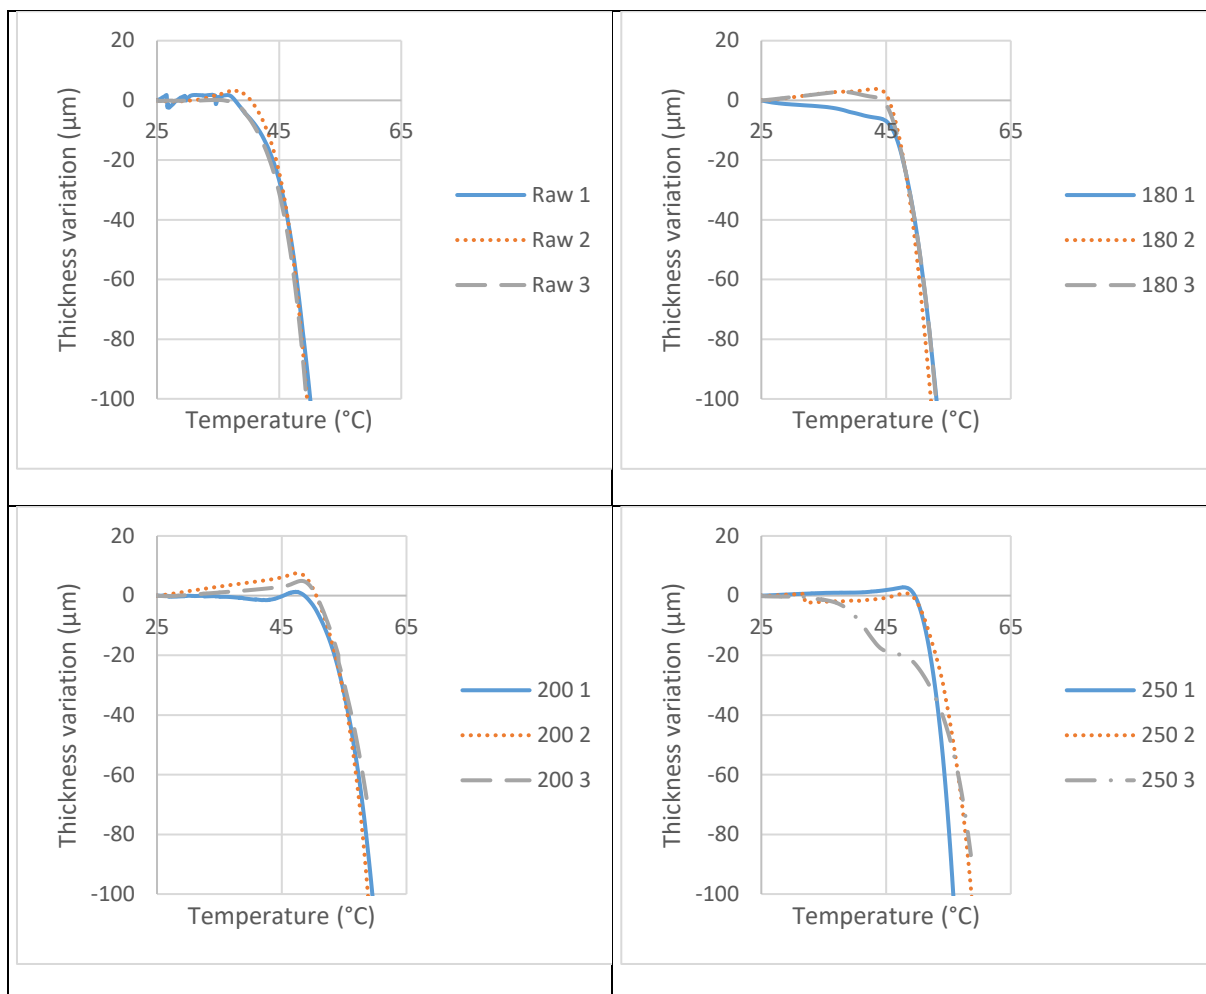 20
0
-20
-40
-60
-80
-100
25 45 65
Thickness variation (µm)
Temperature (°C)
Raw 1
Raw 2
Raw 3
20
0
-20
-40
-60
-80
-100
25 45 65
Thickness variation (µm)
Temperature (°C)
180 1
180 2
180 3
20
0
-20
-40
-60
-80
-100
25 45 65
Thickness variation (µm)
Temperature (°C)
200 1
200 2
200 3
20
0
-20
-40
-60
-80
-100
25 45 65
Thickness variation (µm)
Temperature (°C)
250 1
250 2
250 3